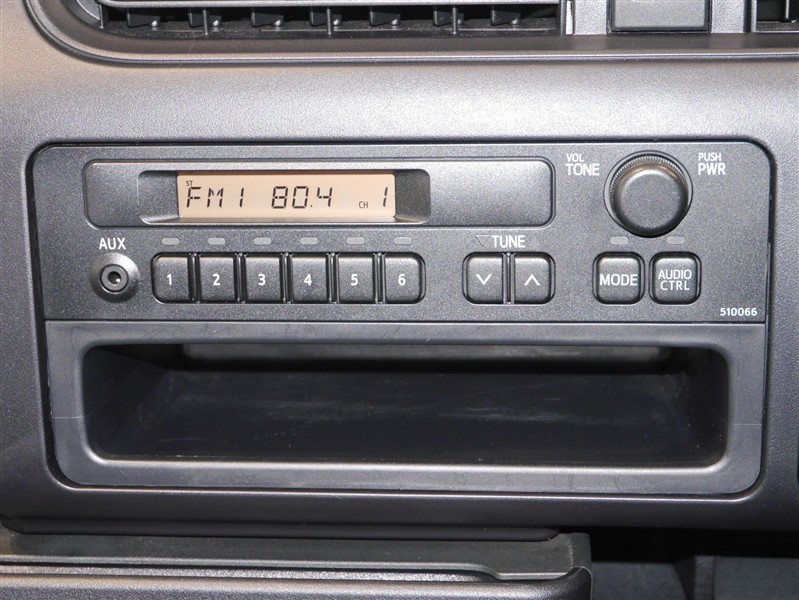 VOL
TONE
PUSH
PWR
ST
FM1 80.4 CH 1
AUX
TUNE
1 2 3 4 5 6
MODE
AUDIO
CTRL
510066